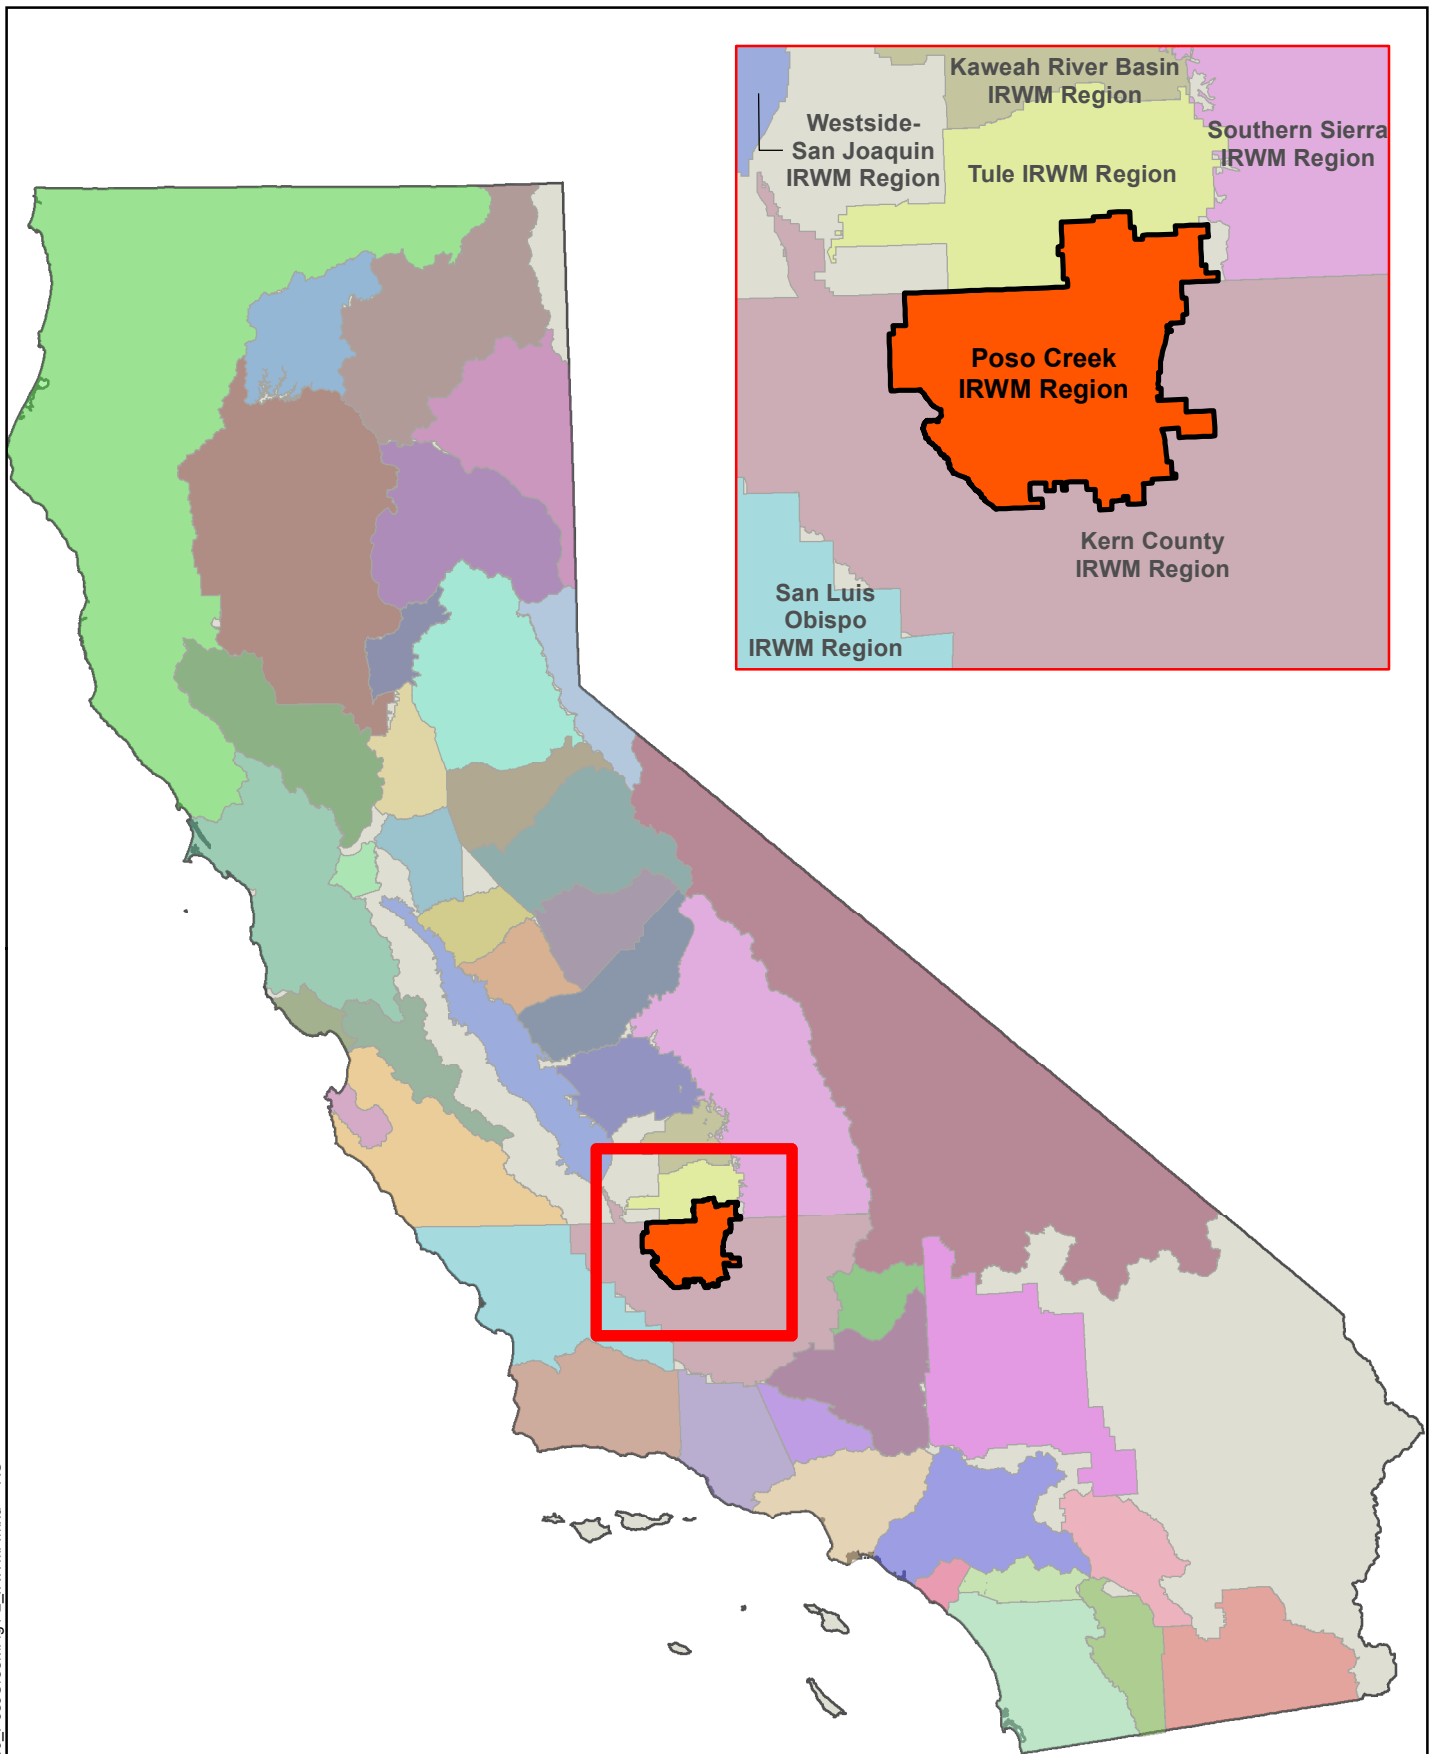 Kaweah River Basin
IRWM Region
Westside-
San Joaquin
IRWM Region
Southern Sierra
IRWM Region
Tule IRWM Region
Poso Creek
IRWM Region
Kern County
IRWM Region
San Luis
Obispo
IRWM Region